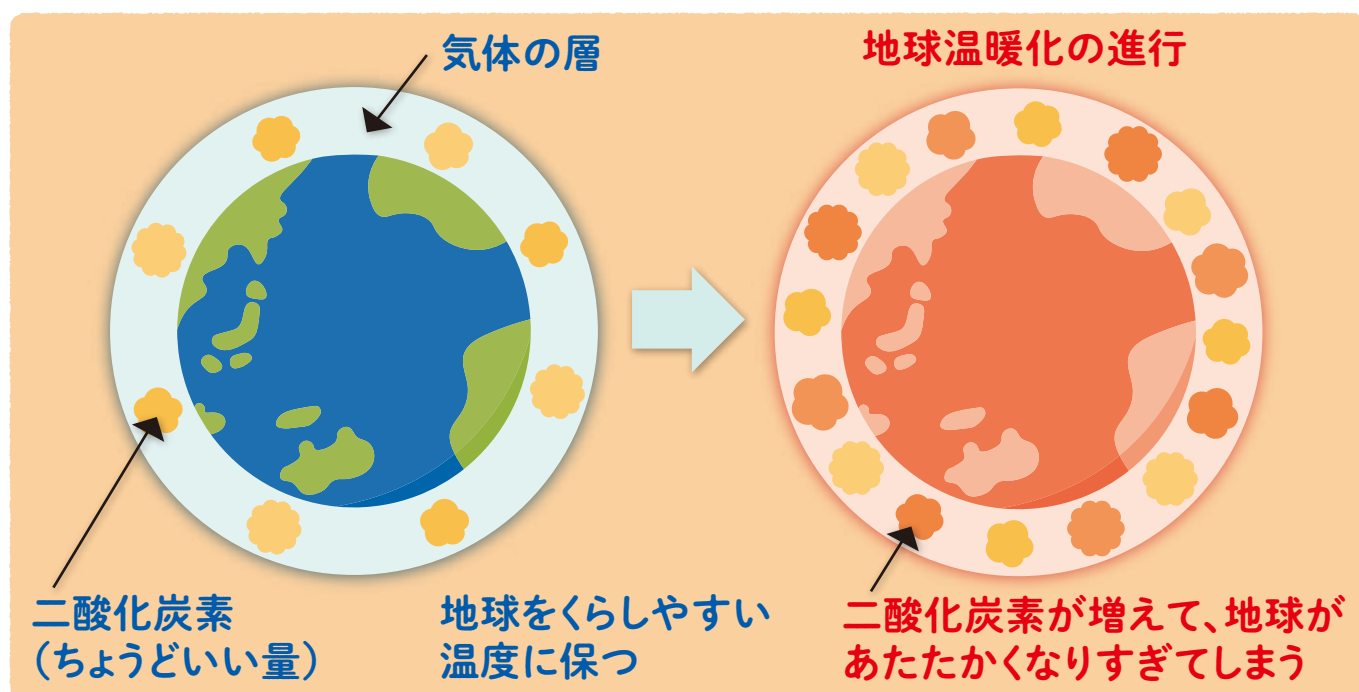 気体の層
地球温暖化の進行
二酸化炭素
（ちょうどいい量）
地球をくらしやすい
温度に保つ
二酸化炭素が増えて、地球が
あたたかくなりすぎてしまう